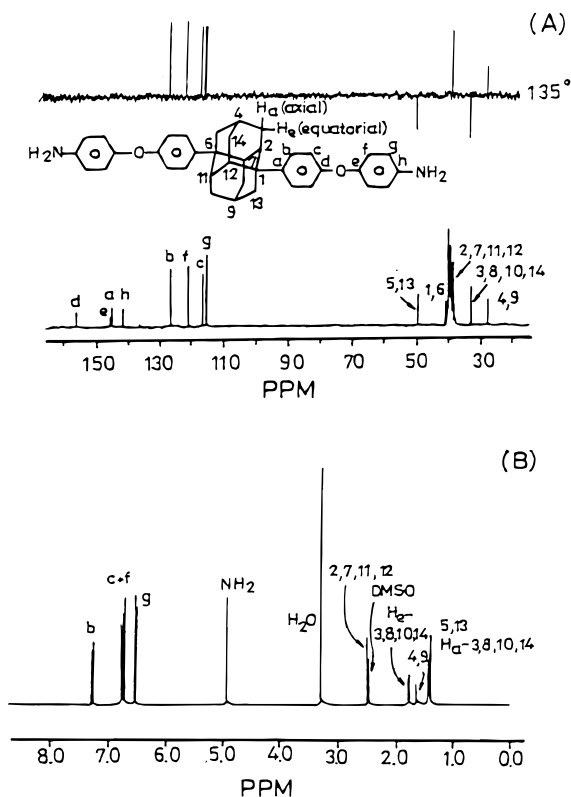 (A)
135°
Ha(axial)
He(equatorial)
4
14
6
2
7
H2N
O
b
c
a
d
O
e
f
g
h
NH2
11
12
1
9
13
b
f
c
g
2,7,11,12
5,13
1,6
3,8,10,14
4,9
d
a
e
h
150
130
110
90
70
50
30
PPM
(B)
b
c+f
g
NH2
H2O
2,7,11,12
DMSO
He-
3,8,10,14
4,9
5,13
Ha-3,8,10,14
8.0
7.0
6.0
.5.0
4.0
3.0
2.0
1.0
0.0
PPM